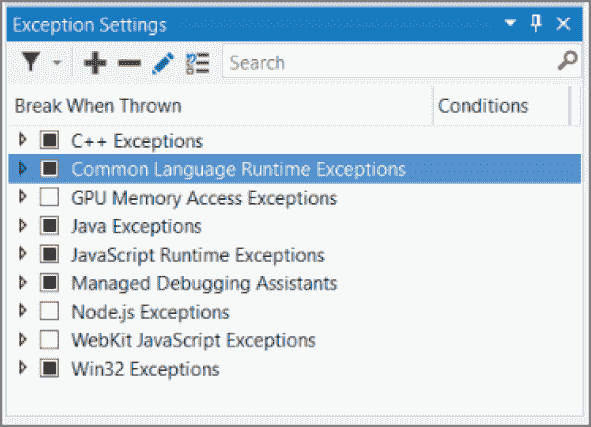 Exception Settings
Search
Break When Thrown Conditions
C++ Exceptions
Common Language Runtime Exceptions
GPU Memory Access Exceptions
Java Exceptions
JavaScript Runtime Exceptions
Managed Debugging Assistants
Node.js Exceptions
WebKit JavaScript Exceptions
Win32 Exceptions